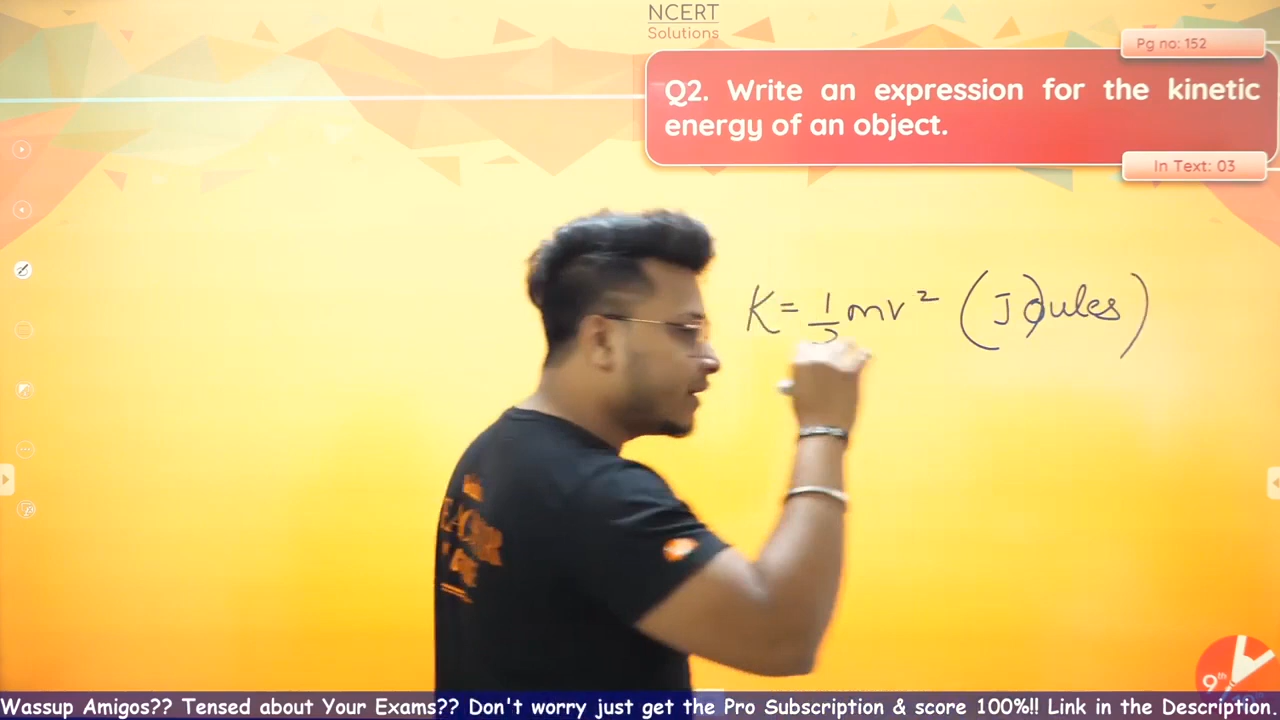 NCERT
Solutions
Pg no: 152
Q2. Write an expression for the kinetic
energy of an object.
In Text: 03
K = 1/2 mv² (Joules)
9th
Wassup Amigos?? Tensed about Your Exams?? Don't worry just get the Pro Subscription & score 100%!! Link in the Description.